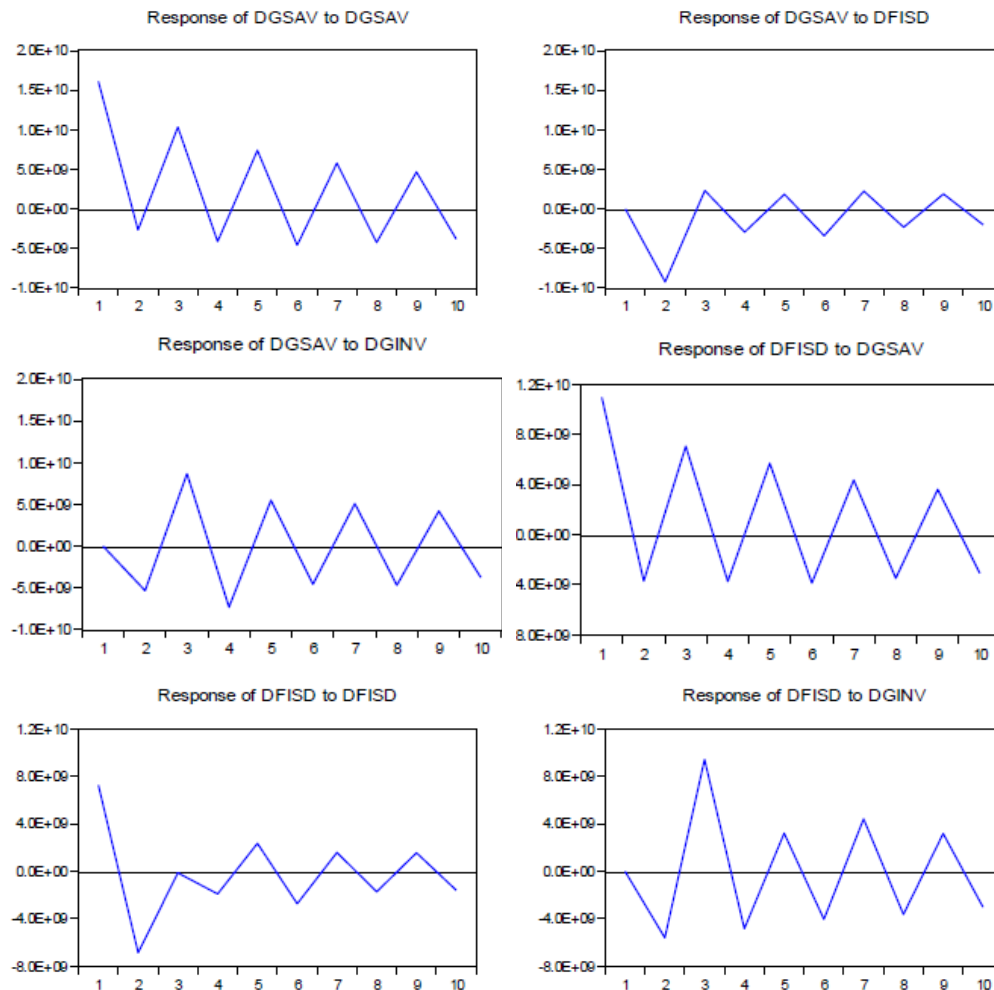 Response of DGSAV to DGSAV
2.0E+10
1.5E+10
1.0E+10
5.0E+09
0.0E+00
-5.0E+09
-1.0E+10
1 2 3 4 5 6 7 8 9 10
Response of DGSAV to DFISD
2.0E+10
1.5E+10
1.0E+10
5.0E+09
0.0E+00
-5.0E+09
-1.0E+10
1 2 3 4 5 6 7 8 9 10
Response of DGSAV to DGINV
2.0E+10
1.5E+10
1.0E+10
5.0E+09
0.0E+00
-5.0E+09
-1.0E+10
1 2 3 4 5 6 7 8 9 10
Response of DFISD to DGSAV
1.2E+10
8.0E+09
4.0E+09
0.0E+00
4.0E+09
8.0E+09
1 2 3 4 5 6 7 8 9 10
Response of DFISD to DFISD
1.2E+10
8.0E+09
4.0E+09
0.0E+00
-4.0E+09
-8.0E+09
1 2 3 4 5 6 7 8 9 10
Response of DFISD to DGINV
1.2E+10
8.0E+09
4.0E+09
0.0E+00
-4.0E+09
-8.0E+09
1 2 3 4 5 6 7 8 9 10